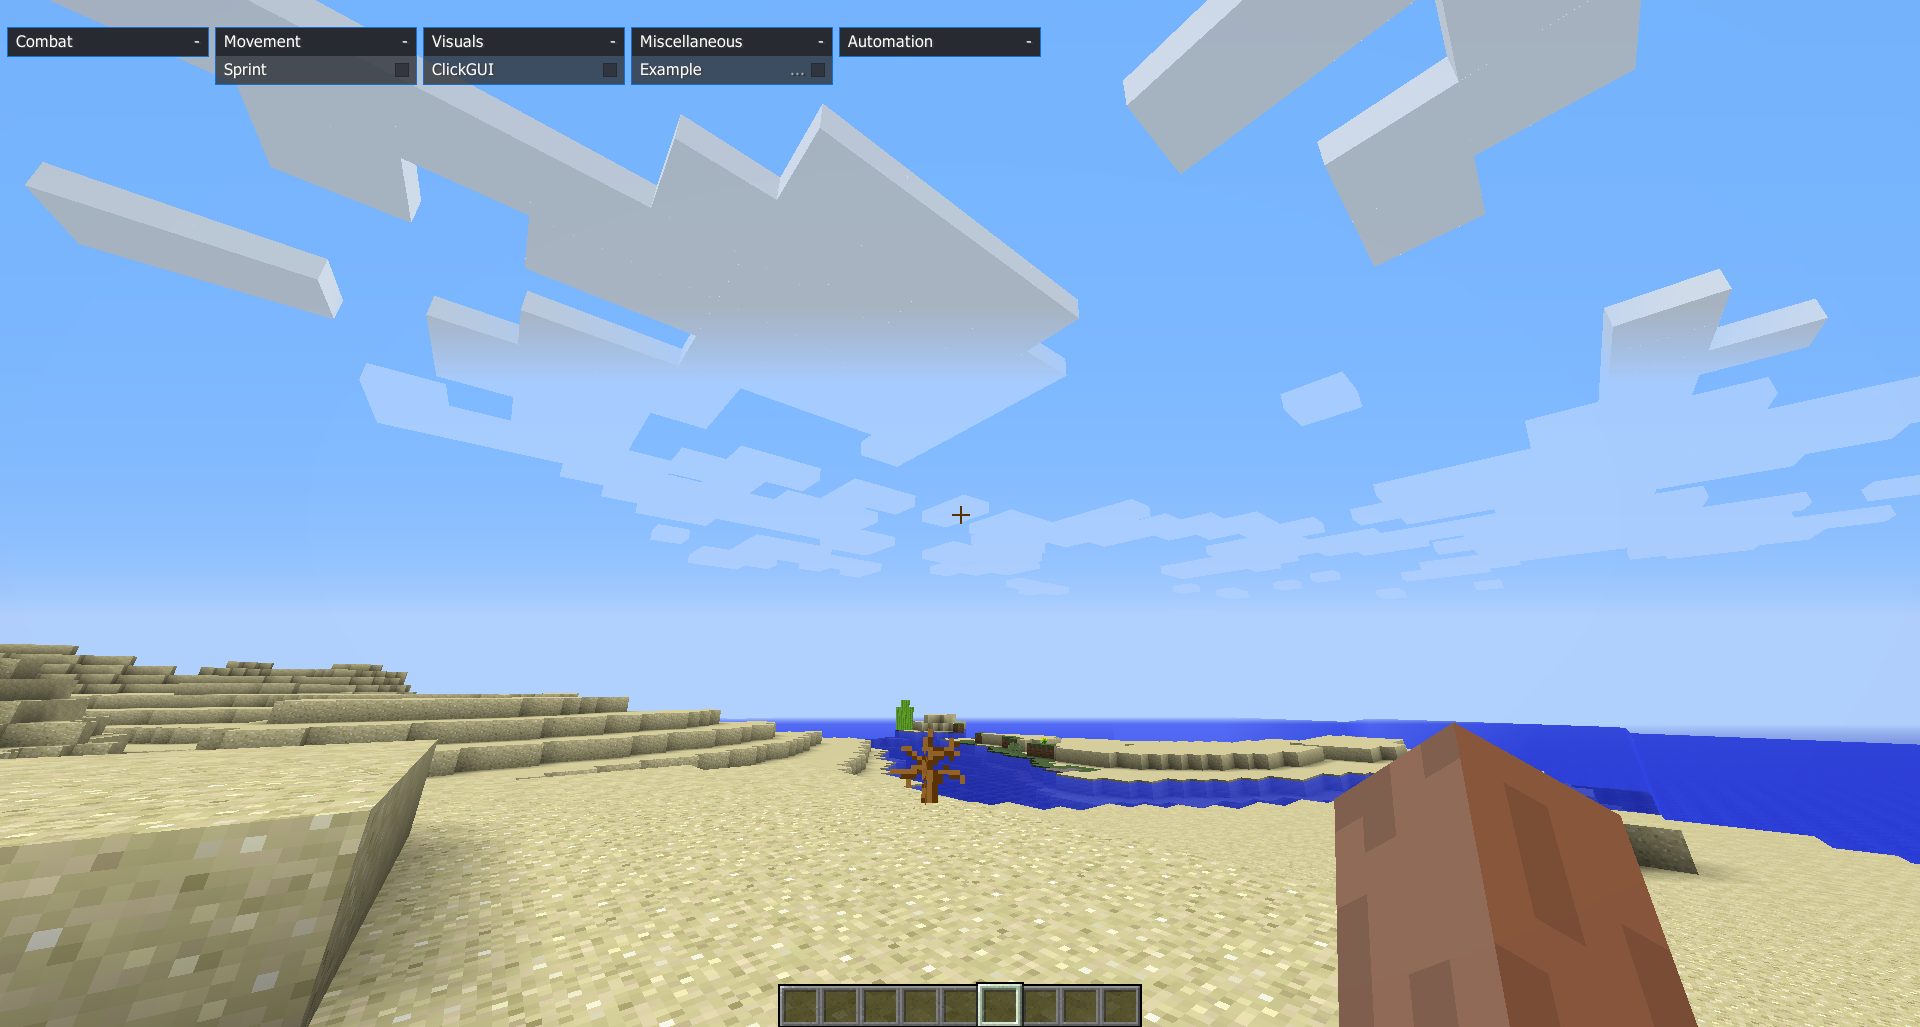 Combat - Movement - Visuals - Miscellaneous - Automation -
Sprint ClickGUI Example ...